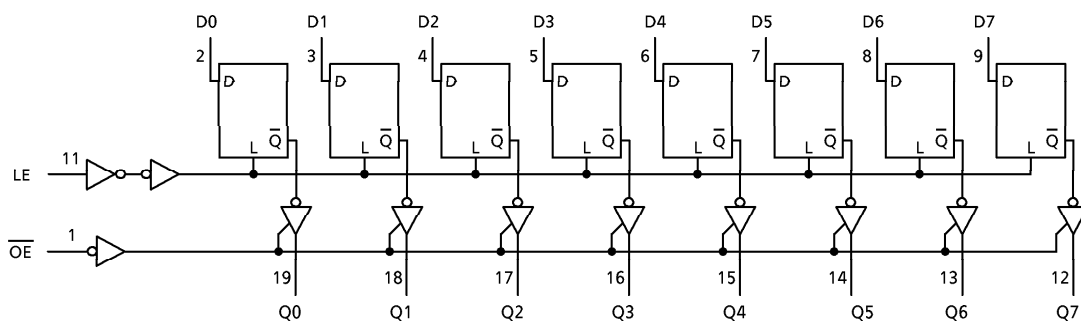 D0 D1 D2 D3 D4 D5 D6 D7
2 3 4 5 6 7 8 9
D D D D D D D D
Q̅ Q̅ Q̅ Q̅ Q̅ Q̅ Q̅ Q̅
L L L L L L L L
11
LE
1
O̅E̅
19 18 17 16 15 14 13 12
Q0 Q1 Q2 Q3 Q4 Q5 Q6 Q7